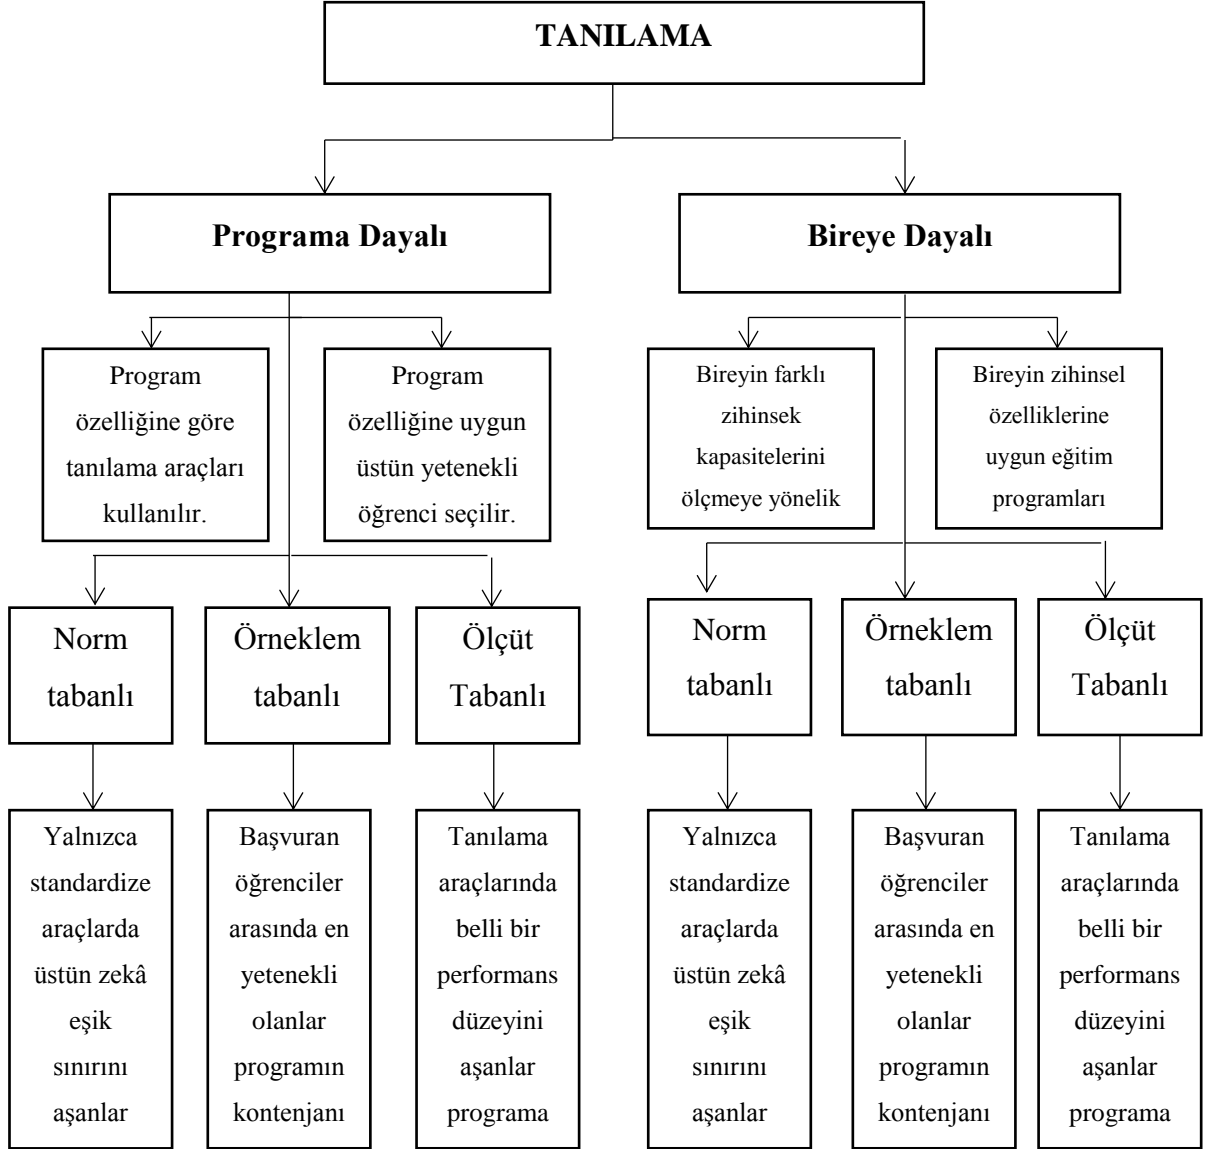 TANILAMA
Programa Dayalı
Bireye Dayalı
Program
özelliğine göre
tanılama araçları
kullanılır.
Program
özelliğine uygun
üstün yetenekli
öğrenci seçilir.
Bireyin farklı
zihinsek
kapasitelerini
ölçmeye yönelik
Bireyin zihinsel
özelliklerine
uygun eğitim
programları
Norm
tabanlı
Örneklem
tabanlı
Ölçüt
Tabanlı
Norm
tabanlı
Örneklem
tabanlı
Ölçüt
Tabanlı
Yalnızca
standardize
araçlarda
üstün zekâ
eşik
sınırını
aşanlar
Başvuran
öğrenciler
arasında en
yetenekli
olanlar
programın
kontenjanı
Tanılama
araçlarında
belli bir
performans
düzeyini
aşanlar
programa
Yalnızca
standardize
araçlarda
üstün zekâ
eşik
sınırını
aşanlar
Başvuran
öğrenciler
arasında en
yetenekli
olanlar
programın
kontenjanı
Tanılama
araçlarında
belli bir
performans
düzeyini
aşanlar
programa